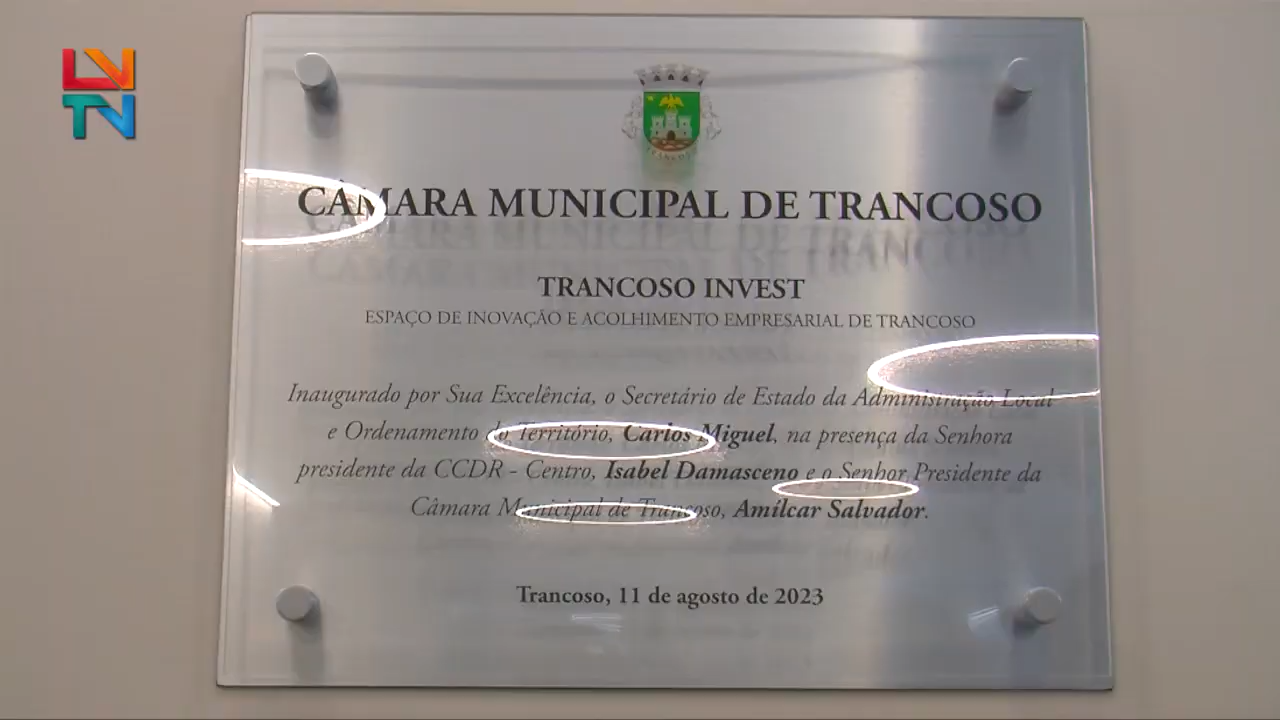 LVTN
TRANCOSO
CÂMARA MUNICIPAL DE TRANCOSO
TRANCOSO INVEST
ESPAÇO DE INOVAÇÃO E ACOLHIMENTO EMPRESARIAL DE TRANCOSO
Inaugurado por Sua Excelência, o Secretário de Estado da Administração Local
e Ordenamento do Território, Carlos Miguel, na presença da Senhora
presidente da CCDR - Centro, Isabel Damasceno e o Senhor Presidente da
Câmara Municipal de Trancoso, Amílcar Salvador.
Trancoso, 11 de agosto de 2023